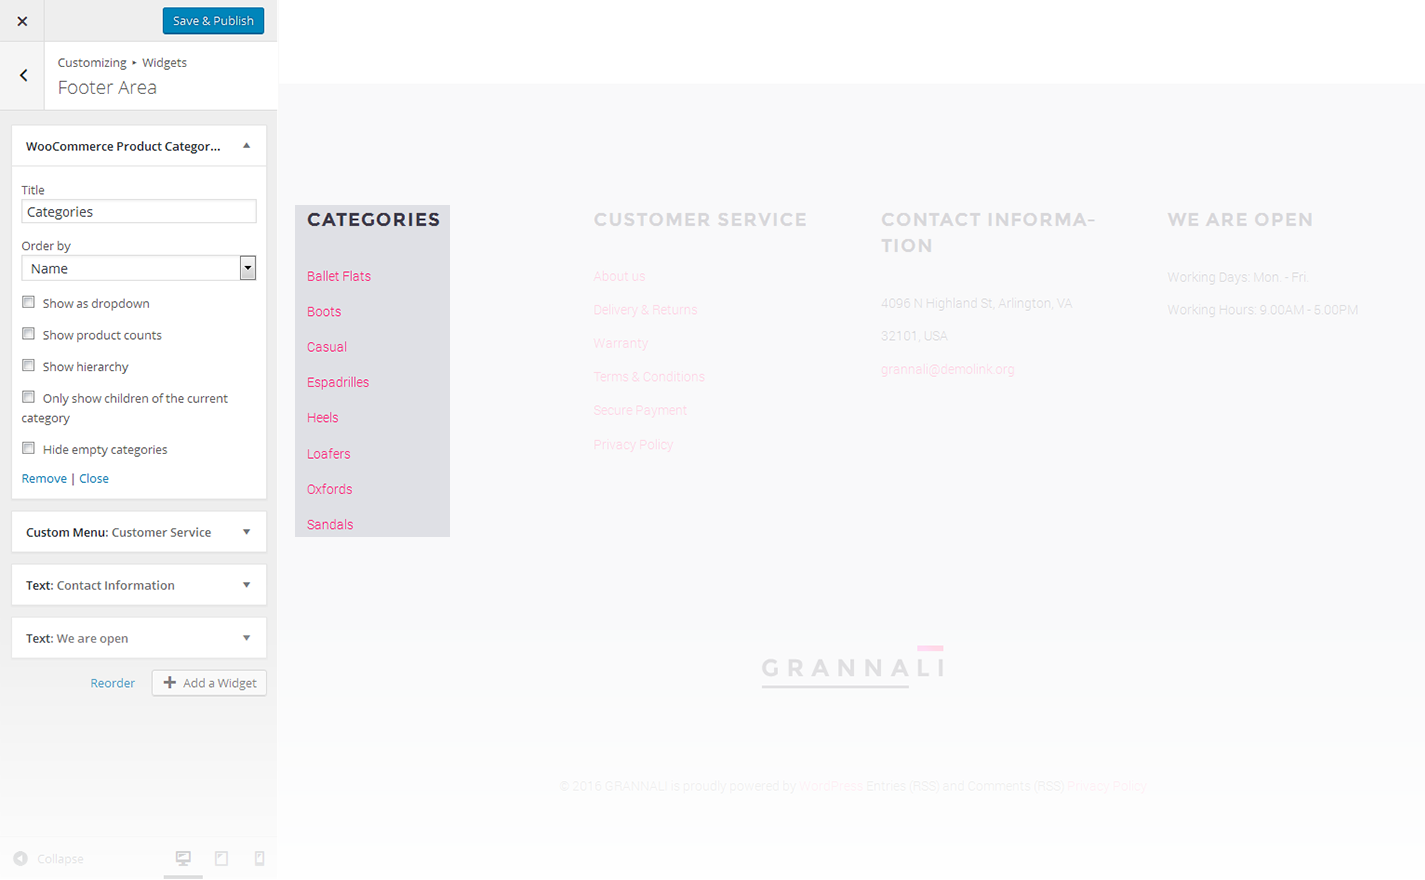 Save & Publish
Customizing ▸ Widgets
Footer Area
WooCommerce Product Categor...
Title
Categories
Order by
Name
Show as dropdown
Show product counts
Show hierarchy
Only show children of the current
category
Hide empty categories
Remove | Close
Custom Menu: Customer Service
Text: Contact Information
Text: We are open
Reorder
Add a Widget
Collapse
CATEGORIES
Ballet Flats
Boots
Casual
Espadrilles
Heels
Loafers
Oxfords
Sandals
CUSTOMER SERVICE
About us
Delivery & Returns
Warranty
Terms & Conditions
Secure Payment
Privacy Policy
CONTACT INFORMA-
TION
4096 N Highland St, Arlington, VA
32101, USA
grannali@demolink.org
WE ARE OPEN
Working Days: Mon. - Fri.
Working Hours: 9.00AM - 5.00PM
GRANNALI
© 2016 GRANNALI is proudly powered by WordPress Entries (RSS) and Comments (RSS) Privacy Policy